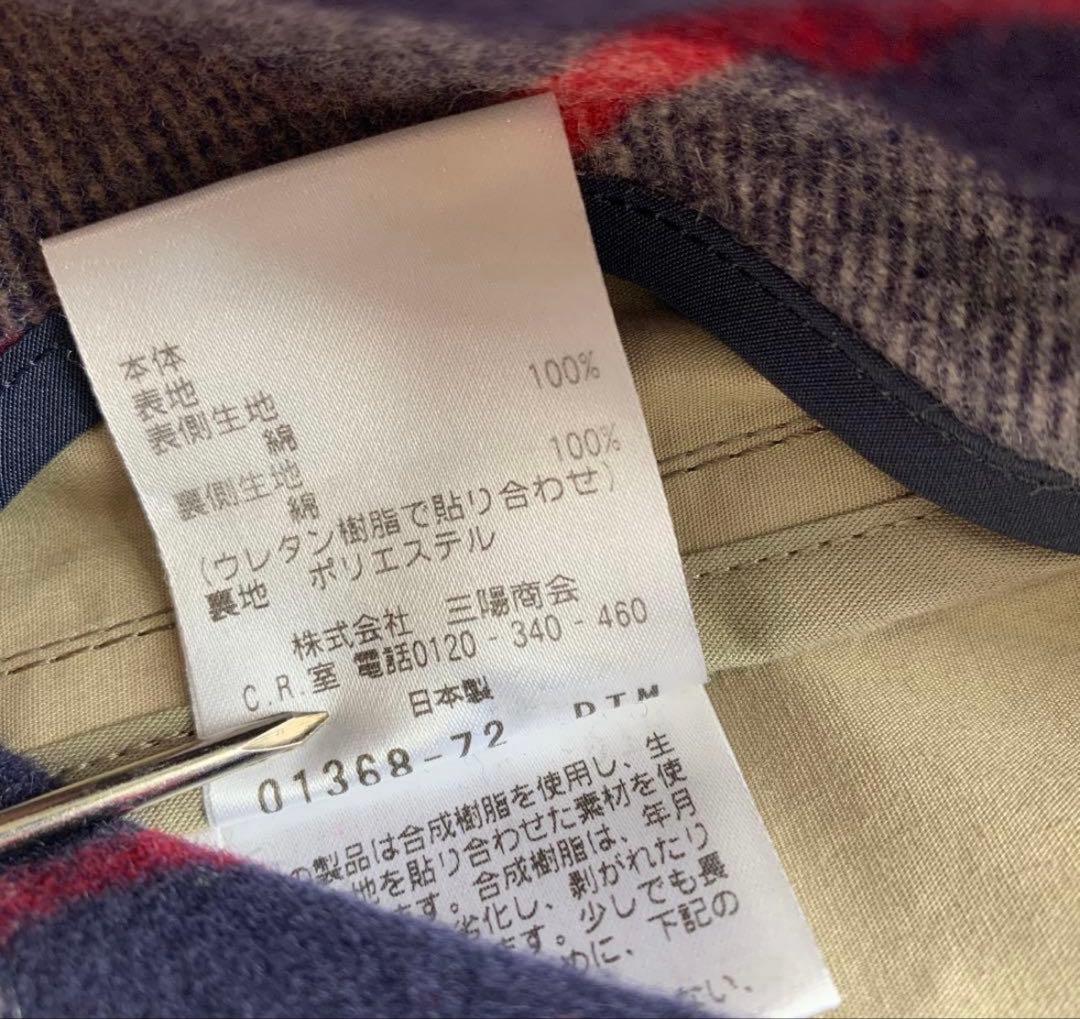 本体
表地
表側生地
綿 100%
裏側生地
綿 100%
(ウレタン樹脂で貼り合わせ)
裏地 ポリエステル
株式会社 三陽商会
C.R.室 電話0120-340-460
日本製
01368-72
の製品は合成樹脂を使用し、生
地を貼り合わせた素材を使
ます。合成樹脂は、年月
劣化し、剥がれたり
ます。少しでも長
めに、下記の
ない、